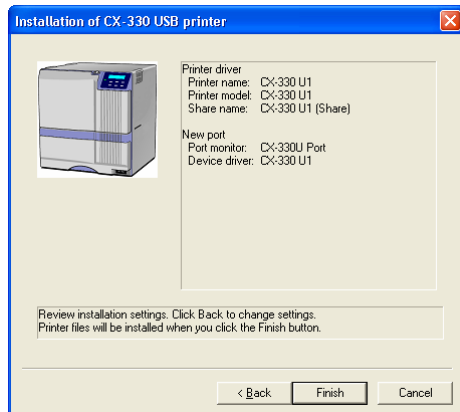 Installation of CX-330 USB printer
Printer driver
Printer name: CX-330 U1
Printer model: CX-330 U1
Share name: CX-330 U1 (Share)
New port
Port monitor: CX-330U Port
Device driver: CX-330 U1
Review installation settings. Click Back to change settings.
Printer files will be installed when you click the Finish button.
< Back
Finish
Cancel